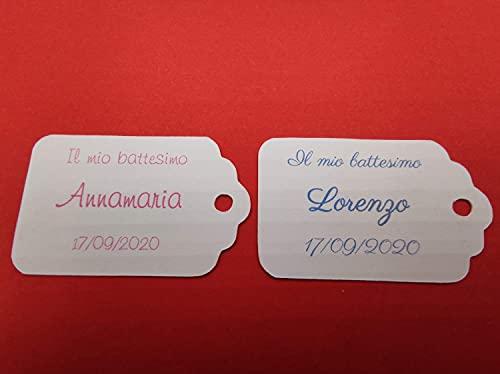 Il mio battesimo
Annamaria
17/09/2020
Il mio battesimo
Lorenzo
17/09/2020